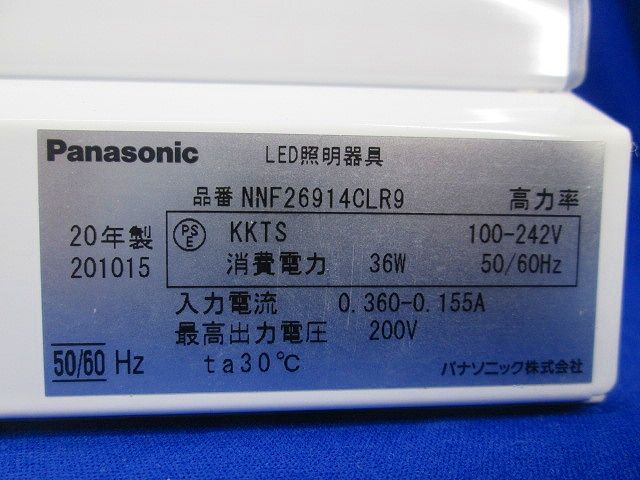 Panasonic LED照明器具
品番 NNF26914CLR9 高力率
20年製 PSE KKTS 100-242V
201015 消費電力 36W 50/60Hz
入力電流 0.360-0.155A
最高出力電圧 200V
50/60 Hz ta30℃ パナソニック株式会社